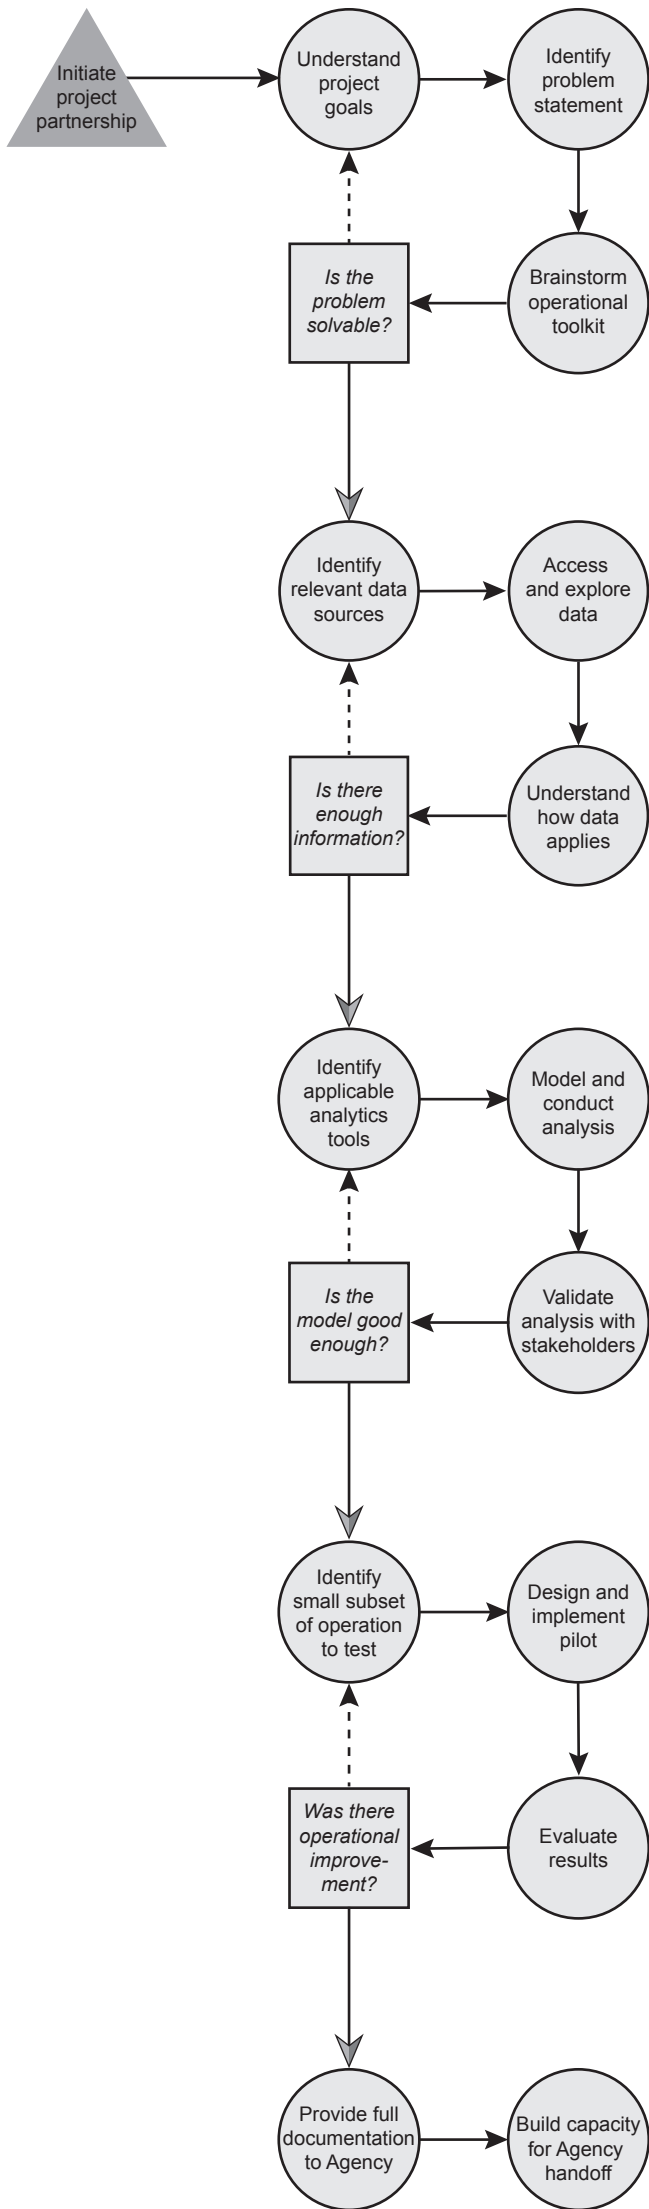 Initiate
project
partnership
Understand
project
goals
Identify
problem
statement
Is the
problem
solvable?
Brainstorm
operational
toolkit
Identify
relevant data
sources
Access
and explore
data
Is there
enough
information?
Understand
how data
applies
Identify
applicable
analytics
tools
Model and
conduct
analysis
Is the
model good
enough?
Validate
analysis with
stakeholders
Identify
small subset
of operation
to test
Design and
implement
pilot
Was there
operational
improve-
ment?
Evaluate
results
Provide full
documentation
to Agency
Build capacity
for Agency
handoff